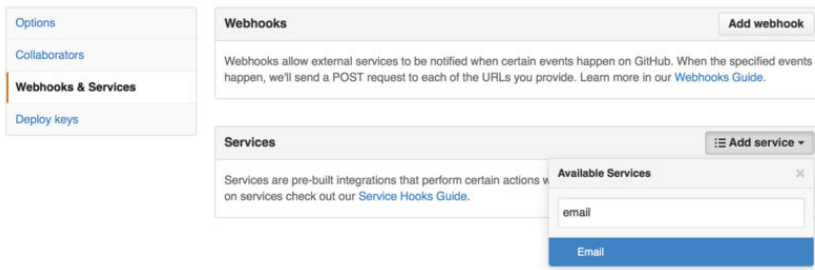 Options
Collaborators
Webhooks & Services
Deploy keys
Webhooks
Add webhook
Webhooks allow external services to be notified when certain events happen on GitHub. When the specified events
happen, we'll send a POST request to each of the URLs you provide. Learn more in our Webhooks Guide.
Services
Add service
Services are pre-built integrations that perform certain actions
on services check out our Service Hooks Guide.
Available Services
email
Email